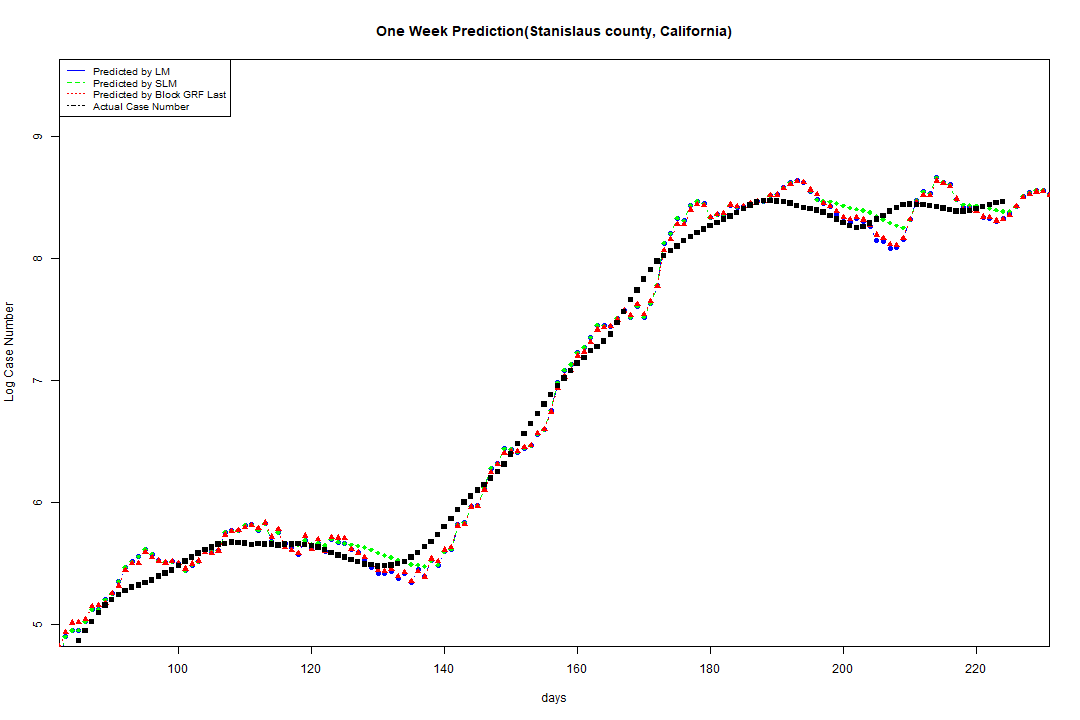 One Week Prediction(Stanislaus county, California)
Predicted by LM
Predicted by SLM
Predicted by Block GRF Last
Actual Case Number
9
8
7
6
5
Log Case Number
100 120 140 160 180 200 220
days